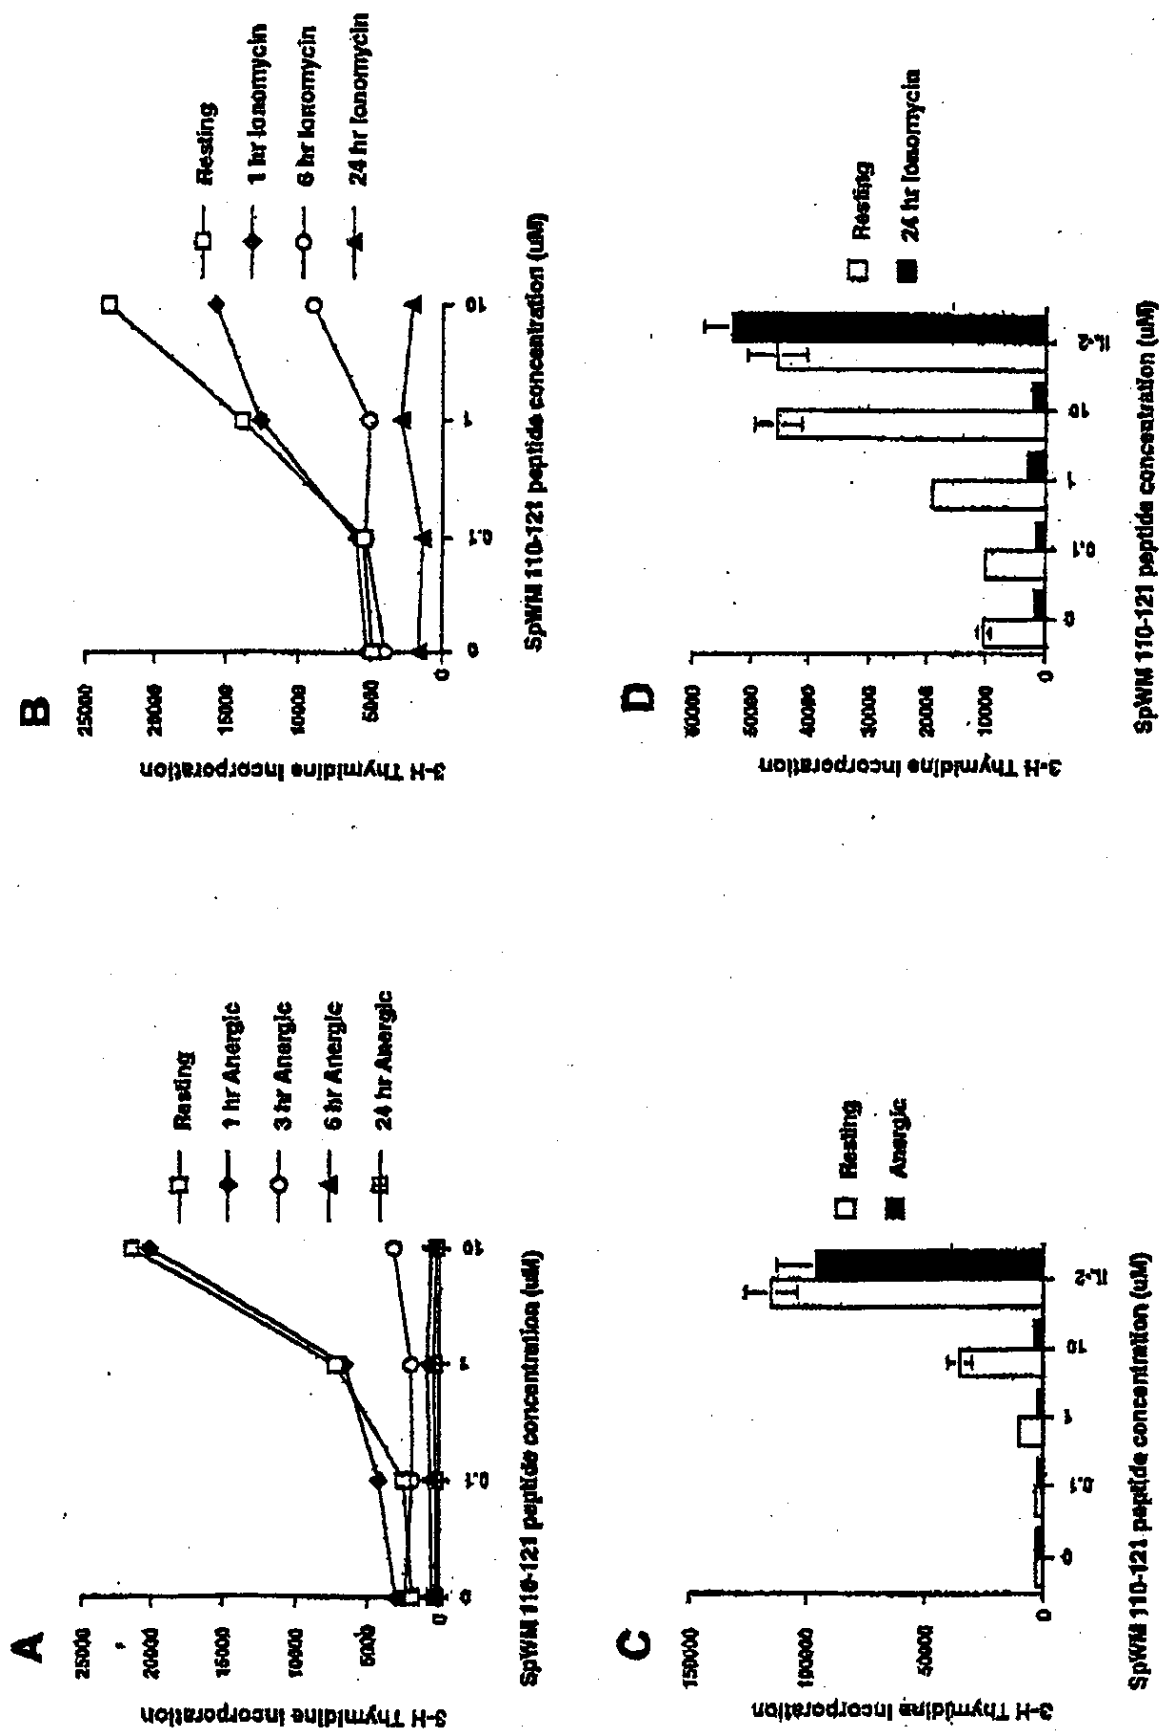 A
3-H Thymidine Incorporation
25000
20000
15000
10000
5000
0
0
0.1
1
10
SpWM 110-121 peptide concentration (uM)
Resting
1 hr Anergic
3 hr Anergic
6 hr Anergic
24 hr Anergic
B
3-H Thymidine Incorporation
25000
20000
15000
10000
5000
0
0
0.1
1
10
SpWM 110-121 peptide concentration (uM)
Resting
1 hr Ionomycin
6 hr Ionomycin
24 hr Ionomycin
C
3-H Thymidine Incorporation
150000
100000
50000
0
0
0.1
1
10
IL-2
SpWM 110-121 peptide concentration (uM)
Resting
Anergic
D
3-H Thymidine Incorporation
60000
50000
40000
30000
20000
10000
0
0
0.1
1
10
IL-2
SpWM 110-121 peptide concentration (uM)
Resting
24 hr Ionomycin